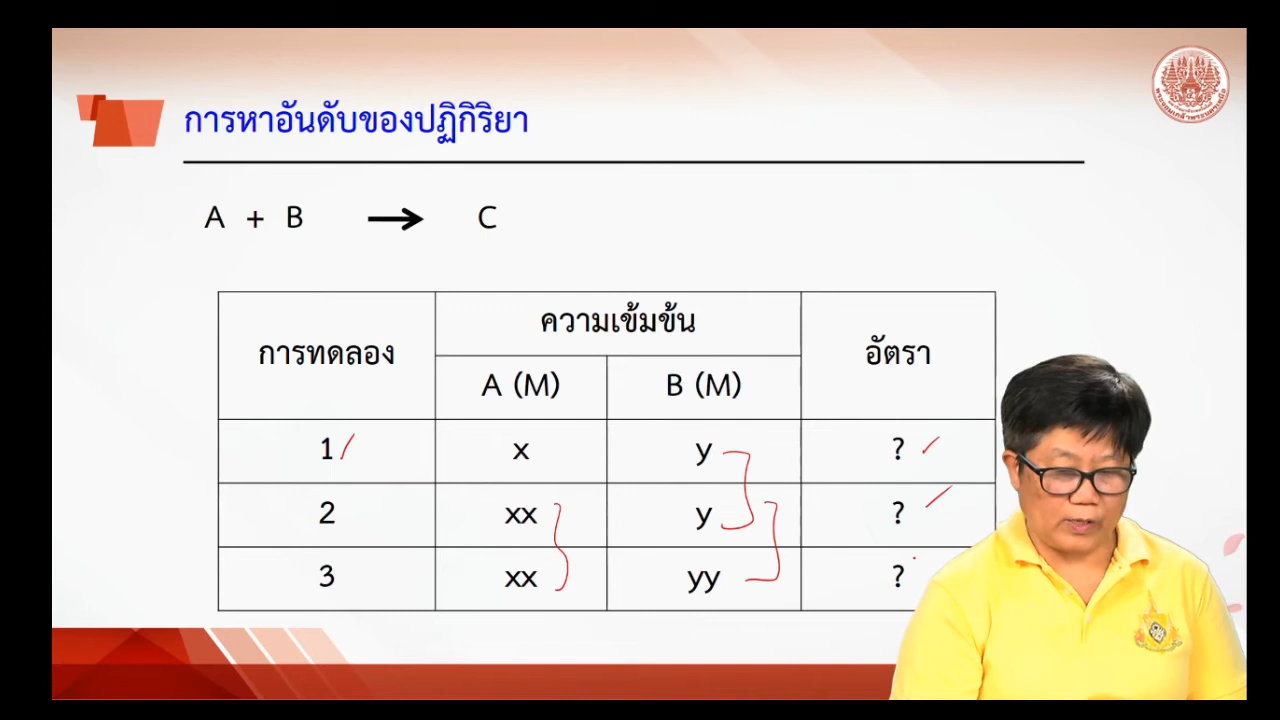 การหาอันดับของปฏิกิริยา
A + B → C
การทดลอง ความเข้มข้น อัตรา
A (M) B (M)
1 x y ?
2 xx y ?
3 xx yy ?